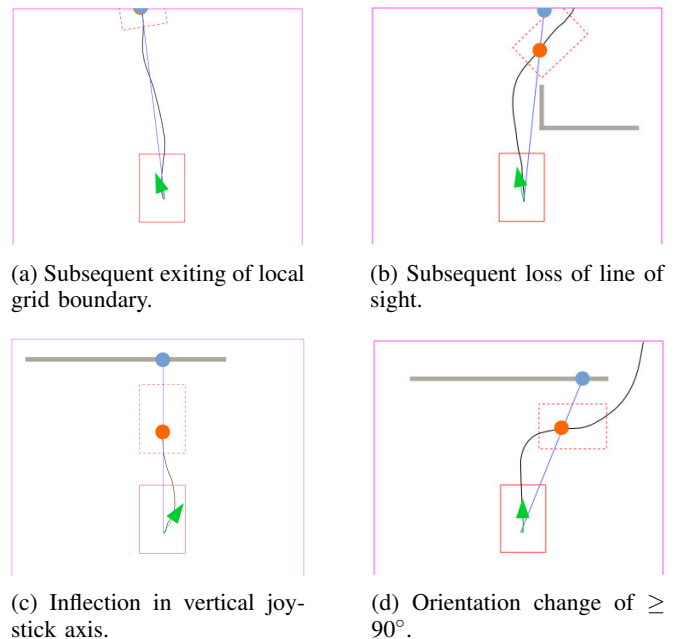 (a) Subsequent exiting of local
grid boundary.
(b) Subsequent loss of line of
sight.
(c) Inflection in vertical joy-
stick axis.
(d) Orientation change of ≥
90°.